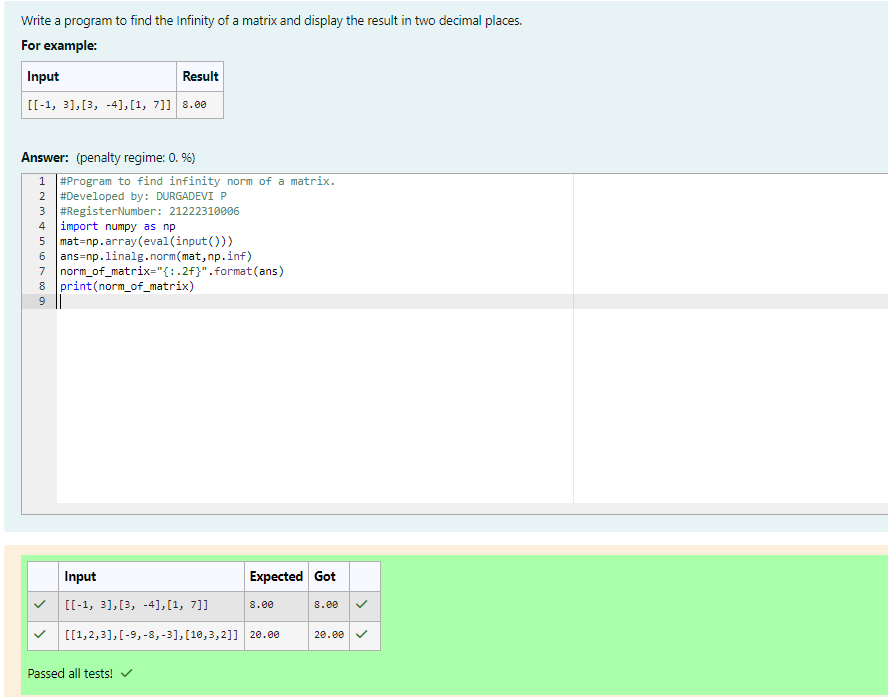 Write a program to find the Infinity of a matrix and display the result in two decimal places.
For example:
Input Result
[[-1, 3],[3, -4],[1, 7]] 8.00
Answer: (penalty regime: 0. %)
1 #Program to find infinity norm of a matrix.
2 #Developed by: DURGADEVI P
3 #RegisterNumber: 21222310006
4 import numpy as np
5 mat=np.array(eval(input()))
6 ans=np.linalg.norm(mat,np.inf)
7 norm_of_matrix="{:.2f}".format(ans)
8 print(norm_of_matrix)
9
Input Expected Got
[[-1, 3],[3, -4],[1, 7]] 8.00 8.00
[[1,2,3],[-9,-8,-3],[10,3,2]] 20.00 20.00
Passed all tests!